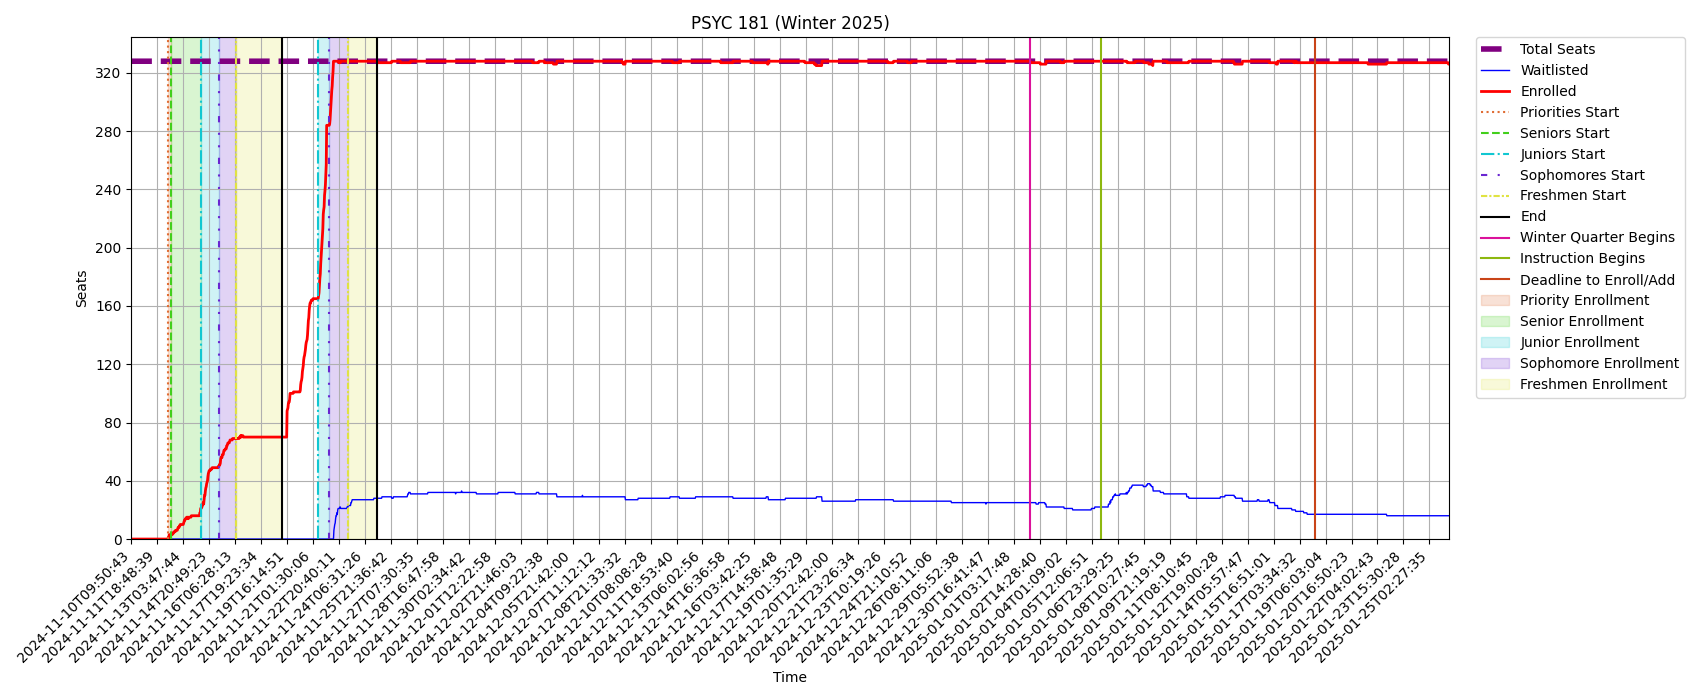 PSYC 181 (Winter 2025)
Seats
320
280
240
200
160
120
80
40
0
2024-11-10T09:50:43
2024-11-11T18:48:39
2024-11-13T03:47:44
2024-11-14T20:49:23
2024-11-16T06:28:13
2024-11-17T19:23:34
2024-11-19T16:14:51
2024-11-21T01:30:06
2024-11-22T20:40:11
2024-11-24T06:31:26
2024-11-25T21:36:42
2024-11-27T07:30:35
2024-11-28T16:47:58
2024-11-30T02:34:42
2024-12-01T12:22:58
2024-12-02T21:46:03
2024-12-04T09:22:38
2024-12-05T21:42:00
2024-12-07T11:12:12
2024-12-08T21:33:32
2024-12-10T08:08:28
2024-12-11T18:53:40
2024-12-13T06:02:56
2024-12-14T16:36:58
2024-12-16T03:42:25
2024-12-17T14:58:48
2024-12-19T01:35:29
2024-12-20T12:42:00
2024-12-21T23:26:34
2024-12-23T10:19:26
2024-12-24T21:10:52
2024-12-26T08:11:06
2024-12-29T05:52:38
2024-12-30T16:41:47
2025-01-01T03:17:48
2025-01-02T14:28:40
2025-01-04T01:09:02
2025-01-05T12:06:51
2025-01-06T23:29:25
2025-01-08T10:27:45
2025-01-09T21:19:19
2025-01-11T08:10:45
2025-01-12T19:00:28
2025-01-14T05:57:47
2025-01-15T16:51:01
2025-01-17T03:34:32
2025-01-19T06:03:04
2025-01-20T16:50:23
2025-01-22T04:02:43
2025-01-23T15:30:28
2025-01-25T02:27:35
Time
Total Seats
Waitlisted
Enrolled
Priorities Start
Seniors Start
Juniors Start
Sophomores Start
Freshmen Start
End
Winter Quarter Begins
Instruction Begins
Deadline to Enroll/Add
Priority Enrollment
Senior Enrollment
Junior Enrollment
Sophomore Enrollment
Freshmen Enrollment